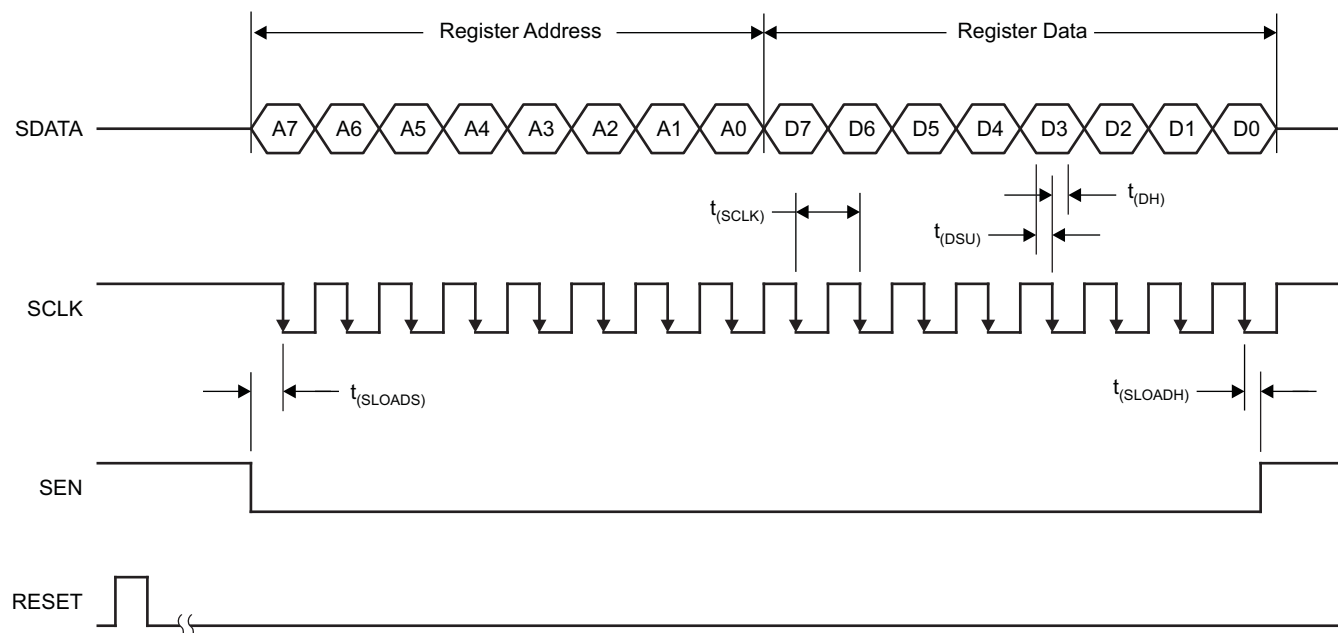 Register Address
Register Data
SDATA
A7 A6 A5 A4 A3 A2 A1 A0 D7 D6 D5 D4 D3 D2 D1 D0
t(SCLK)
t(DH)
t(DSU)
SCLK
t(SLOADS)
t(SLOADH)
SEN
RESET